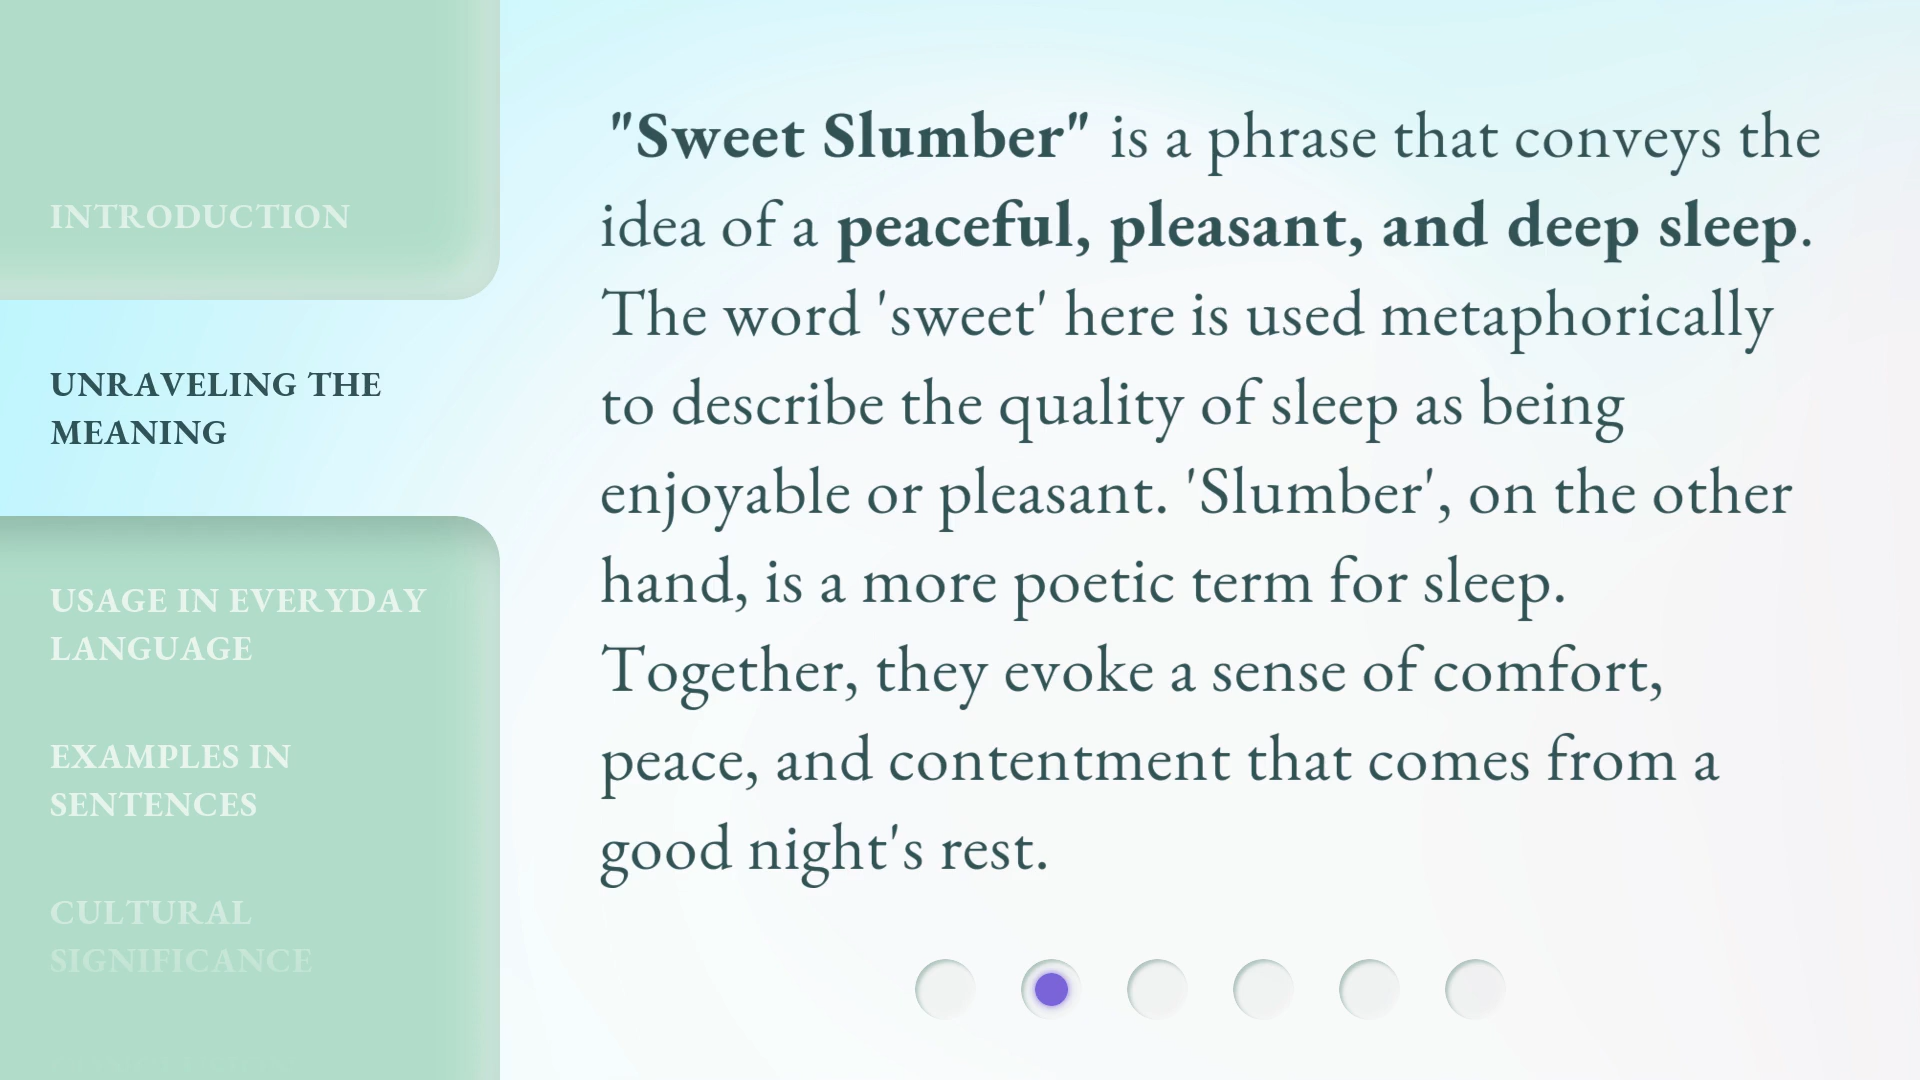 INTRODUCTION
UNRAVELING THE
MEANING
USAGE IN EVERYDAY
LANGUAGE
EXAMPLES IN
SENTENCES
CULTURAL
SIGNIFICANCE
"Sweet Slumber" is a phrase that conveys the
idea of a peaceful, pleasant, and deep sleep.
The word 'sweet' here is used metaphorically
to describe the quality of sleep as being
enjoyable or pleasant. 'Slumber', on the other
hand, is a more poetic term for sleep.
Together, they evoke a sense of comfort,
peace, and contentment that comes from a
good night's rest.